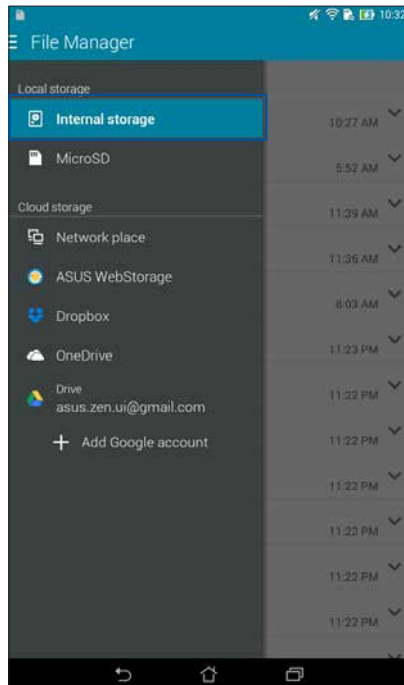 10:32
File Manager
Local storage
Internal storage
10:27 AM
MicroSD
5:52 AM
Cloud storage
11:39 AM
Network place
11:36 AM
ASUS WebStorage
8:03 AM
Dropbox
OneDrive
11:23 PM
Drive
asus.zen.ui@gmail.com
11:22 PM
Add Google account
11:22 PM
11:22 PM
11:22 PM
11:22 PM
11:22 PM